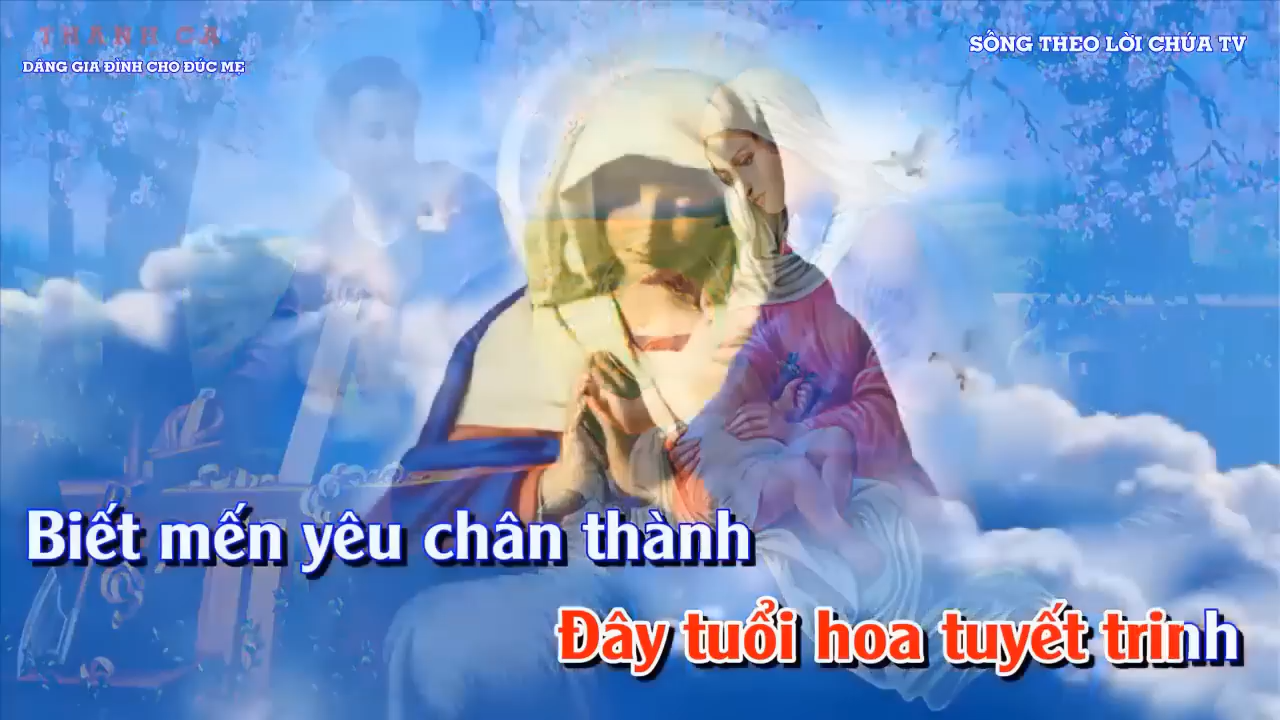 THÁNH CA
DÂNG GIA ĐÌNH CHO ĐỨC MẸ
SỐNG THEO LỜI CHÚA TV
Biết mến yêu chân thành
Đây tuổi hoa tuyết trinh